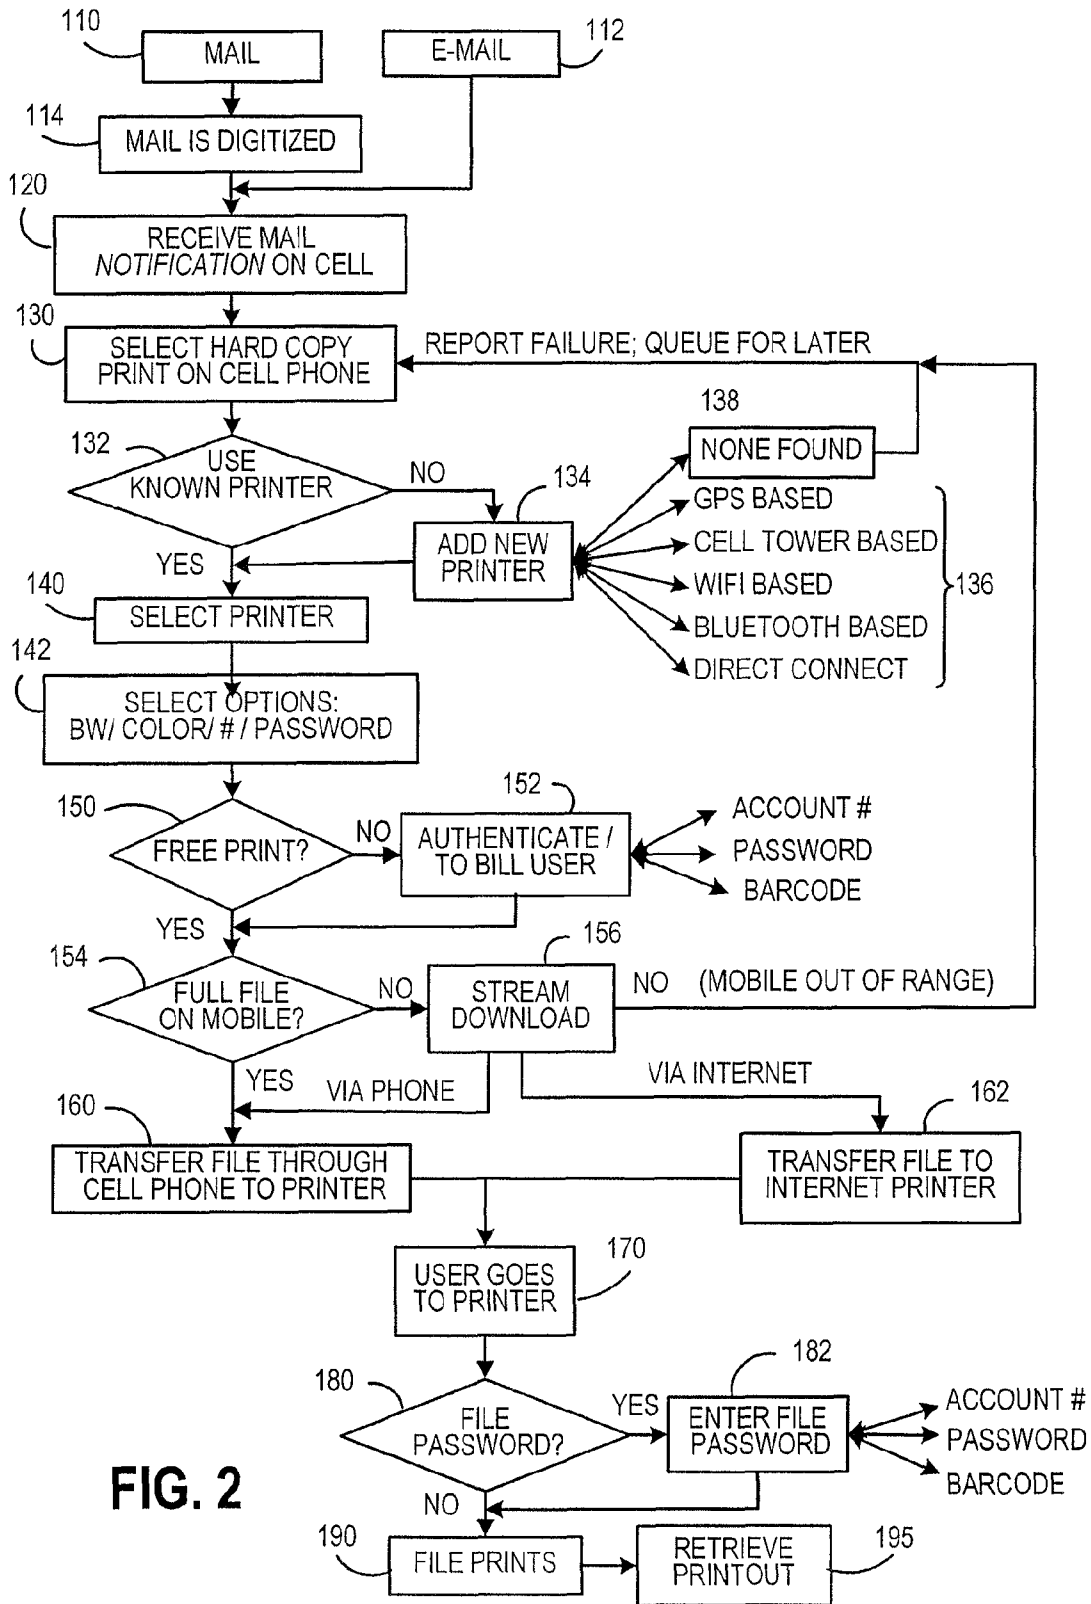 110
MAIL
E-MAIL
112
114
MAIL IS DIGITIZED
120
RECEIVE MAIL
NOTIFICATION ON CELL
130
SELECT HARD COPY
PRINT ON CELL PHONE
REPORT FAILURE; QUEUE FOR LATER
132
USE
KNOWN PRINTER
NO
YES
134
ADD NEW
PRINTER
138
NONE FOUND
GPS BASED
CELL TOWER BASED
WIFI BASED
BLUETOOTH BASED
DIRECT CONNECT
136
140
SELECT PRINTER
142
SELECT OPTIONS:
BW/ COLOR/ # / PASSWORD
150
FREE PRINT?
NO
YES
152
AUTHENTICATE /
TO BILL USER
ACCOUNT #
PASSWORD
BARCODE
154
FULL FILE
ON MOBILE?
NO
YES
156
STREAM
DOWNLOAD
NO (MOBILE OUT OF RANGE)
VIA PHONE
VIA INTERNET
160
TRANSFER FILE THROUGH
CELL PHONE TO PRINTER
162
TRANSFER FILE TO
INTERNET PRINTER
170
USER GOES
TO PRINTER
180
FILE
PASSWORD?
YES
NO
182
ENTER FILE
PASSWORD
ACCOUNT #
PASSWORD
BARCODE
190
FILE PRINTS
RETRIEVE
PRINTOUT
195
FIG. 2